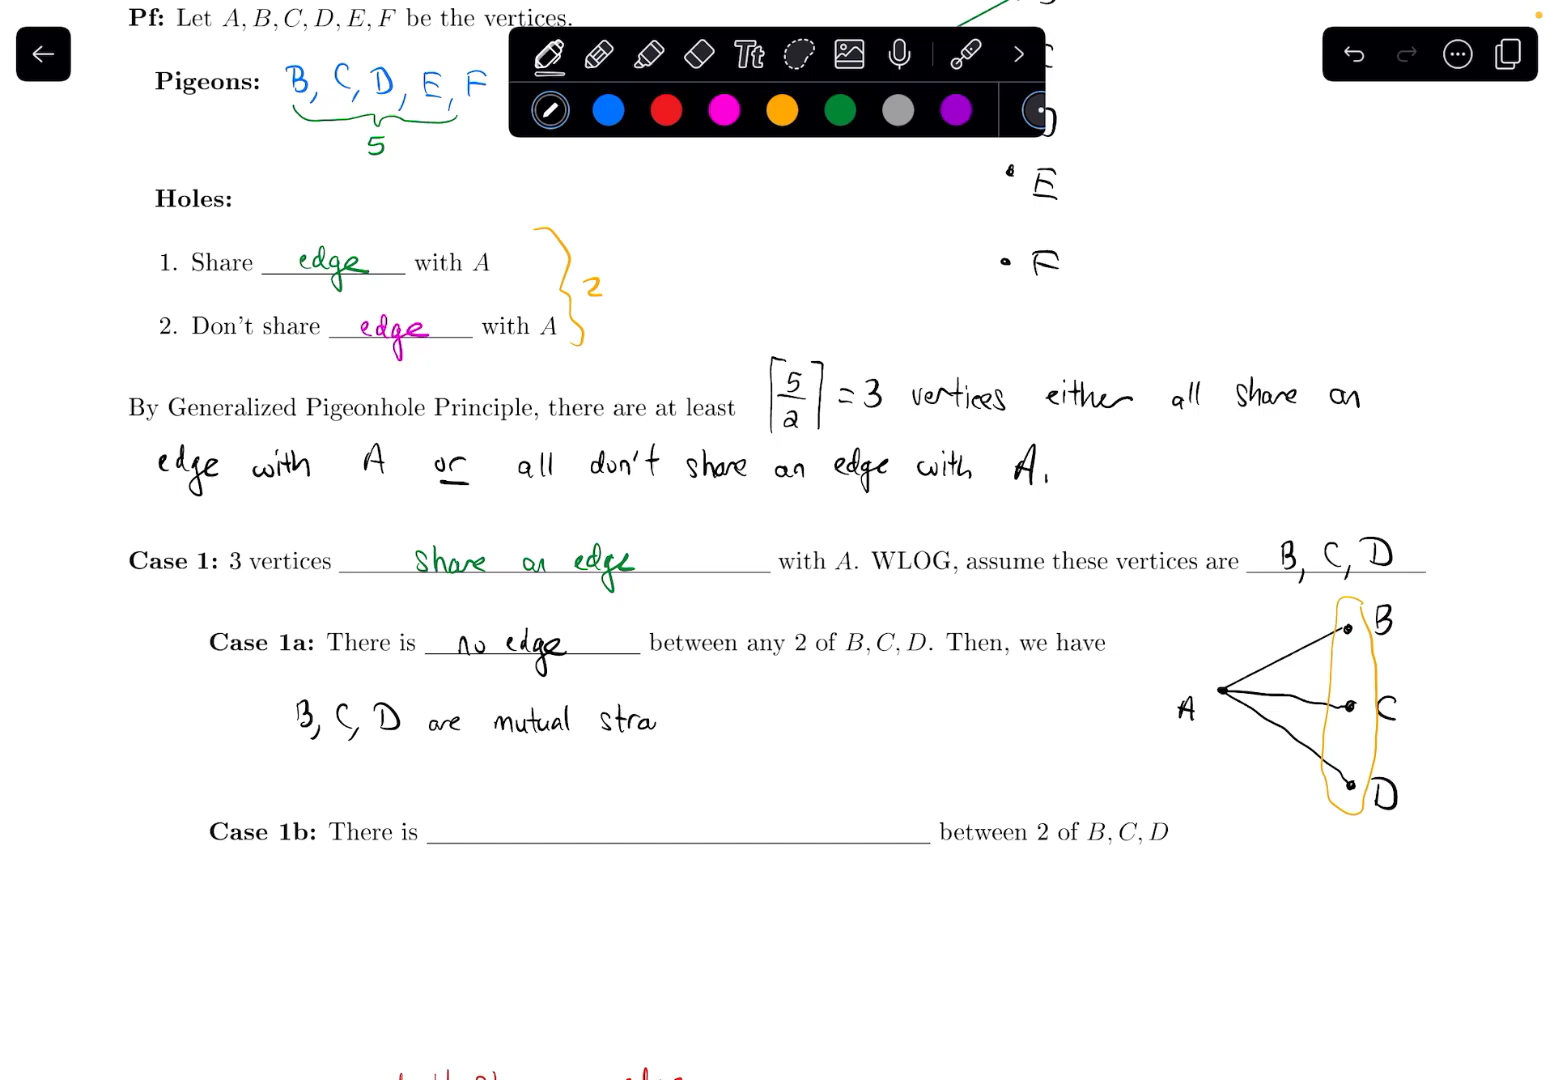 Pf: Let A, B, C, D, E, F be the vertices.
Tt
Pigeons: B, C, D, E, F
5
E
Holes:
1. Share edge with A
F
2
2. Don't share edge with A
By Generalized Pigeonhole Principle, there are at least ⌈5/2⌉ = 3 vertices either all share an
edge with A or all don't share an edge with A.
Case 1: 3 vertices share an edge with A. WLOG, assume these vertices are B, C, D
B
Case 1a: There is no edge between any 2 of B, C, D. Then, we have
A
C
B, C, D are mutual stra
D
Case 1b: There is ____ between 2 of B, C, D